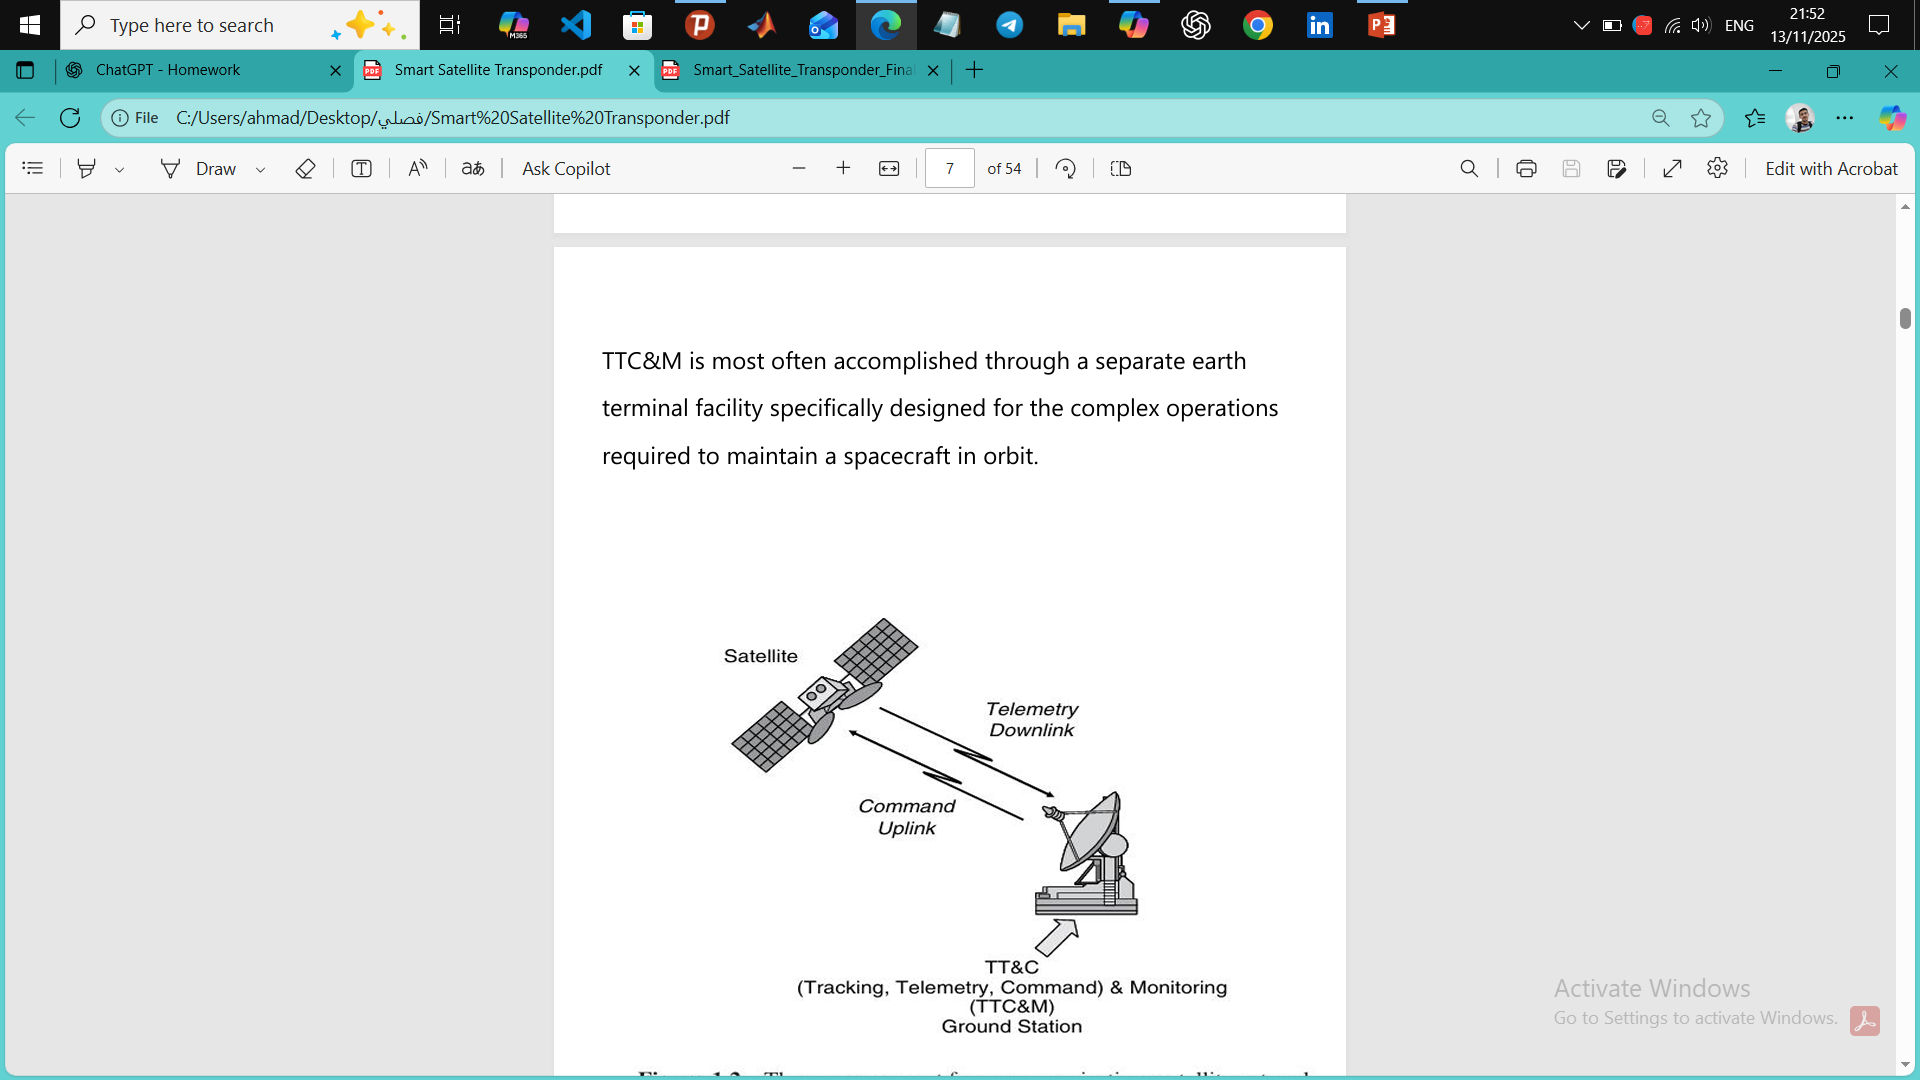 Type here to search
M365
ENG
21:52
13/11/2025
ChatGPT - Homework
Smart Satellite Transponder.pdf
Smart_Satellite_Transponder_Final
File
C:/Users/ahmad/Desktop/فصلي/Smart%20Satellite%20Transponder.pdf
Draw
Ask Copilot
7
of 54
Edit with Acrobat
TTC&M is most often accomplished through a separate earth
terminal facility specifically designed for the complex operations
required to maintain a spacecraft in orbit.
Satellite
Telemetry
Downlink
Command
Uplink
TT&C
(Tracking, Telemetry, Command) & Monitoring
(TTC&M)
Ground Station
Activate Windows
Go to Settings to activate Windows.